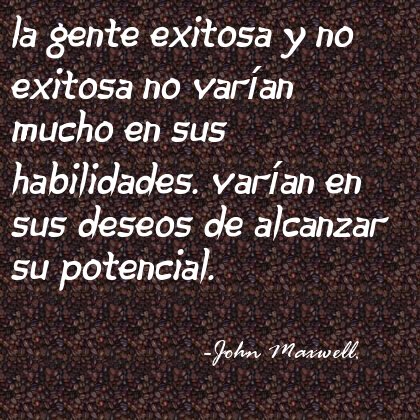 la gente exitosa y no
exitosa no varían
mucho en sus
habilidades. varían en
sus deseos de alcanzar
su potencial.
-John Maxwell.